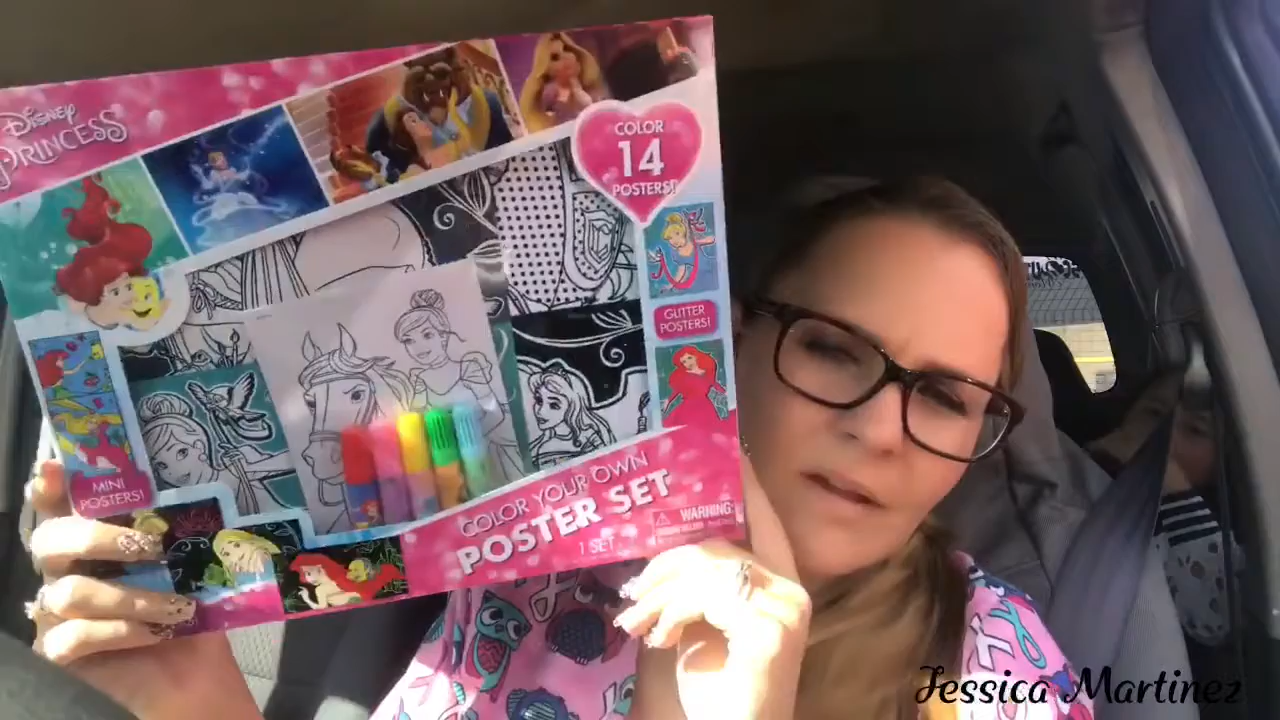 DISNEY
PRINCESS
COLOR
14
POSTERS!
GLITTER
POSTERS!
MINI
POSTERS!
COLOR YOUR OWN
POSTER SET
1 SET
WARNING:
Jessica Martinez